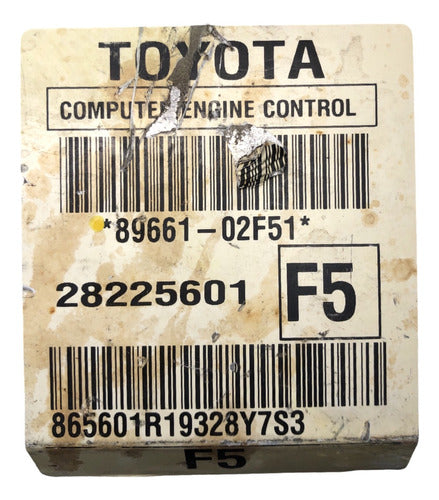 TOYOTA
COMPUTER ENGINE CONTROL
*89661-02F51*
28225601
F5
865601R19328Y7S3
F5